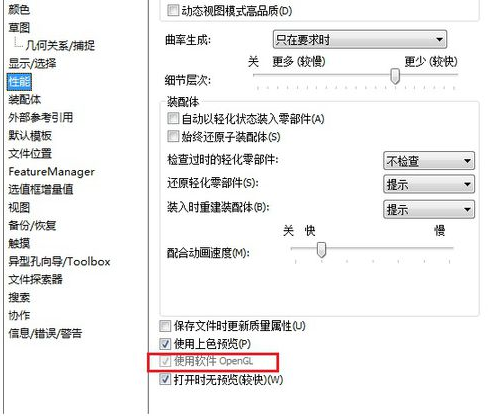 颜色
草图
几何关系/捕捉
显示/选择
性能
装配体
外部参考引用
默认模板
文件位置
FeatureManager
选值框增量值
视图
备份/恢复
触摸
异型孔向导/Toolbox
文件探索器
搜索
协作
信息/错误/警告
动态视图模式高品质(D)
曲率生成: 只在要求时
关 更多 (较慢) 更少 (较快)
细节层次:
装配体
自动以轻化状态装入零部件(A)
始终还原子装配体(S)
检查过时的轻化零部件: 不检查
还原轻化零部件(S): 提示
装入时重建装配体(B): 提示
关 快 慢
配合动画速度(M):
保存文件时更新质量属性(U)
使用上色预览(P)
使用软件 OpenGL
打开时无预览(较快)(W)